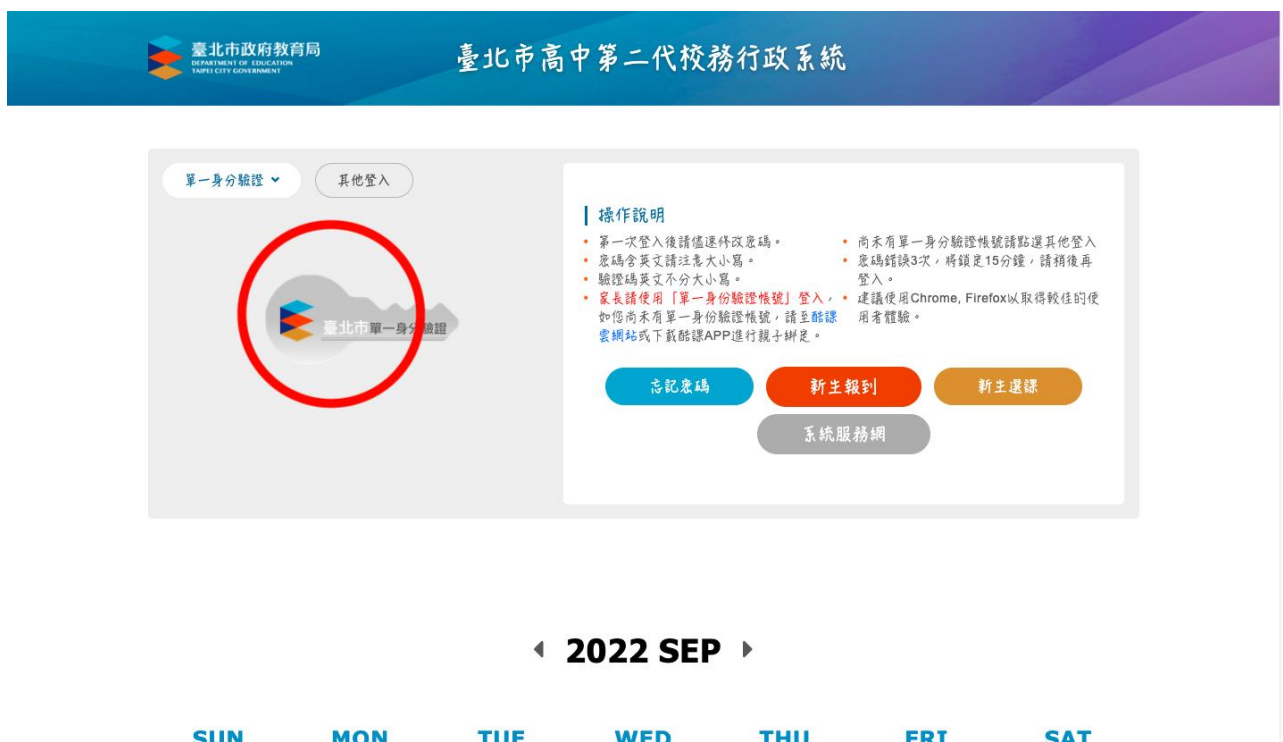 臺北市政府教育局
DEPARTMENT OF EDUCATION
TAIPEI CITY GOVERNMENT
臺北市高中第二代校務行政系統
單一身分驗證
其他登入
臺北市單一身分驗證
操作說明
第一次登入後請儘速修改密碼。
密碼含英文請注意大小寫。
驗證碼英文不分大小寫。
家長請使用「單一身份驗證帳號」登入，
如您尚未有單一身份驗證帳號，請至酷課
雲網站或下載酷課APP進行親子綁定。
尚未有單一身分驗證帳號請點選其他登入
密碼錯誤3次，將鎖定15分鐘，請稍後再
登入。
建議使用Chrome, Firefox以取得較佳的使
用者體驗。
忘記密碼
新生報到
新生選課
系統服務網
2022 SEP
SUN MON TUE WED THU FRI SAT